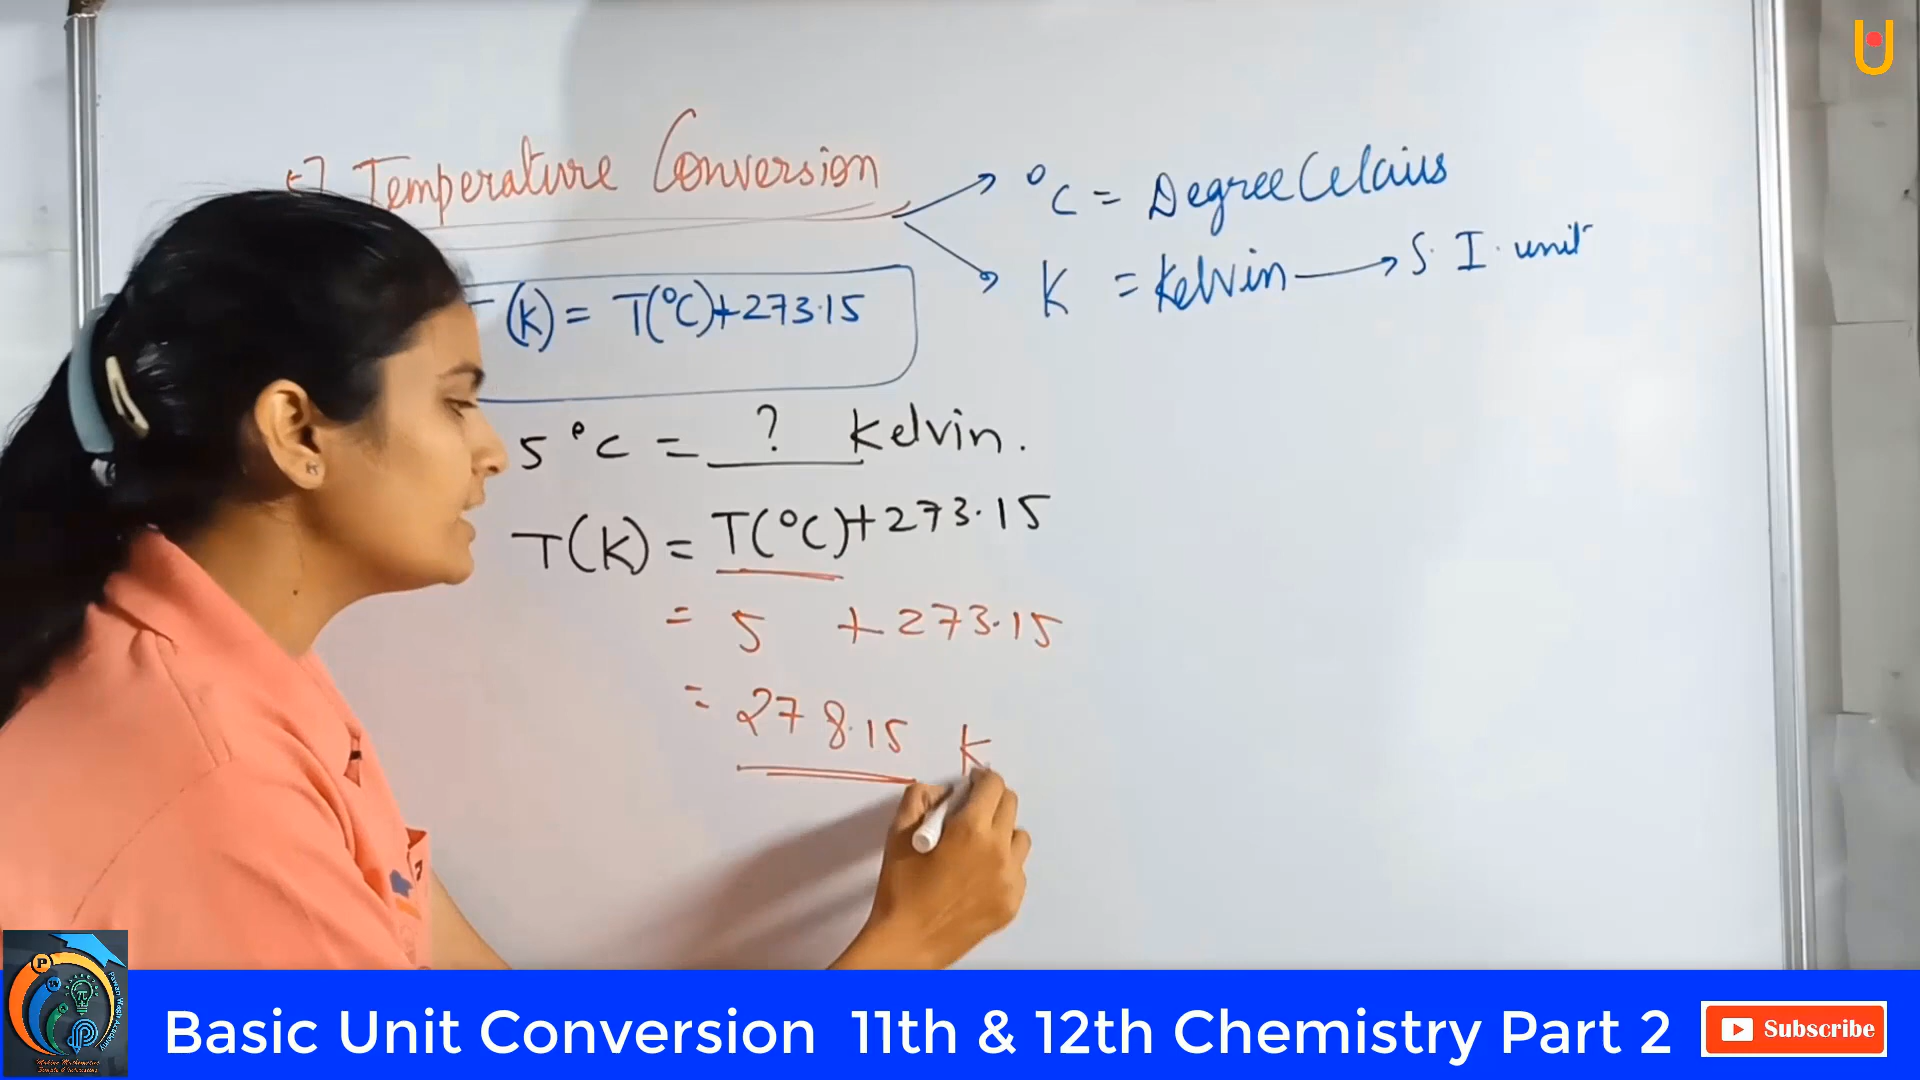 Temperature Conversion
°C = Degree Celcius
K = Kelvin → S.I. unit
(K) = T(°C)+273.15
5 °C = ? Kelvin.
T(K) = T(°C)+273.15
= 5 + 273.15
= 278.15 K
Basic Unit Conversion 11th & 12th Chemistry Part 2
Subscribe